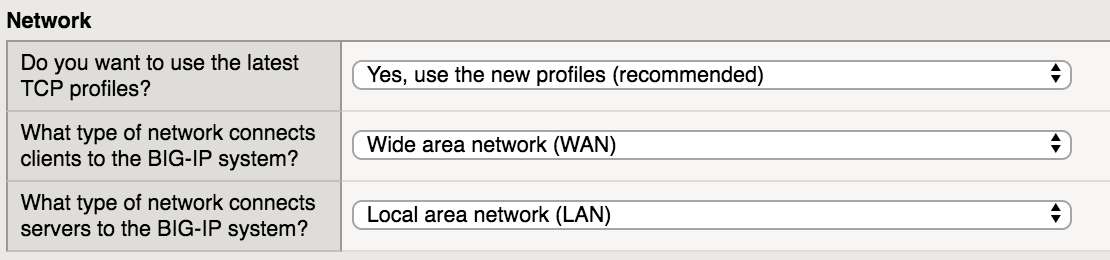 Network
Do you want to use the latest
TCP profiles?
Yes, use the new profiles (recommended)
What type of network connects
clients to the BIG-IP system?
Wide area network (WAN)
What type of network connects
servers to the BIG-IP system?
Local area network (LAN)